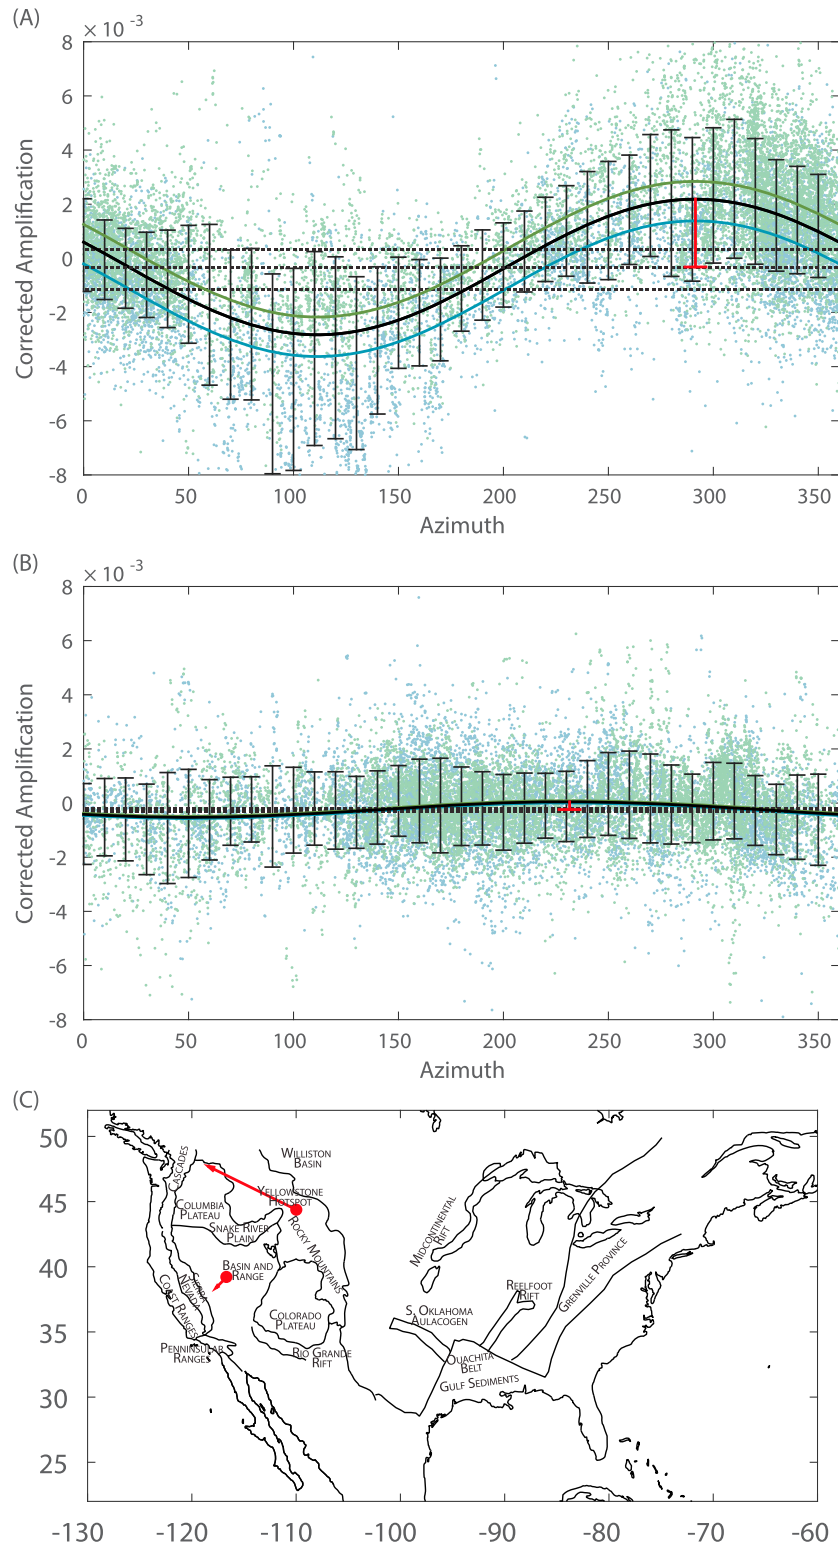 (A)
× 10 -3
8
6
4
2
0
-2
-4
-6
-8
Corrected Amplification
0 50 100 150 200 250 300 350
Azimuth
(B)
× 10 -3
8
6
4
2
0
-2
-4
-6
-8
Corrected Amplification
0 50 100 150 200 250 300 350
Azimuth
(C)
50
45
40
35
30
25
-130 -120 -110 -100 -90 -80 -70 -60
CASCADES
WILLISTON
BASIN
YELLOWSTONE
HOTSPOT
COLUMBIA
PLATEAU
SNAKE RIVER
PLAIN
ROCKY MOUNTAINS
BASIN AND
RANGE
SIERRA
NEVADA
COAST RANGES
COLORADO
PLATEAU
PENNINSULAR
RANGES
RIO GRANDE
RIFT
MIDCONTINENTAL
RIFT
REELFOOT
RIFT
GRENVILLE PROVINCE
S. OKLAHOMA
AULACOGEN
OUACHITA
BELT
GULF SEDIMENTS